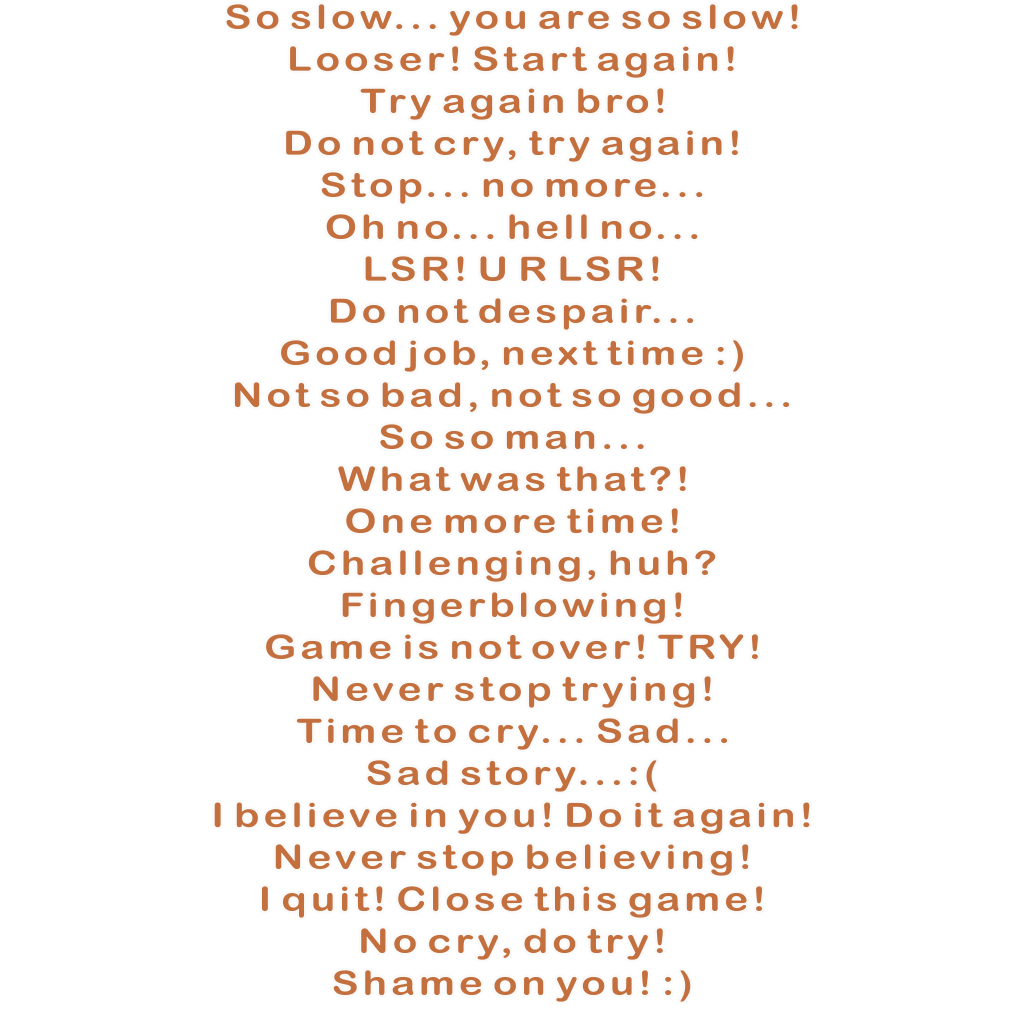 So slow... you are so slow!
Looser! Start again!
Try again bro!
Do not cry, try again!
Stop... no more...
Oh no... hell no...
LSR! U R LSR!
Do not despair...
Good job, next time :)
Not so bad, not so good...
So so man...
What was that?!
One more time!
Challenging, huh?
Fingerblowing!
Game is not over! TRY!
Never stop trying!
Time to cry... Sad...
Sad story...:(
I believe in you! Do it again!
Never stop believing!
I quit! Close this game!
No cry, do try!
Shame on you! :)